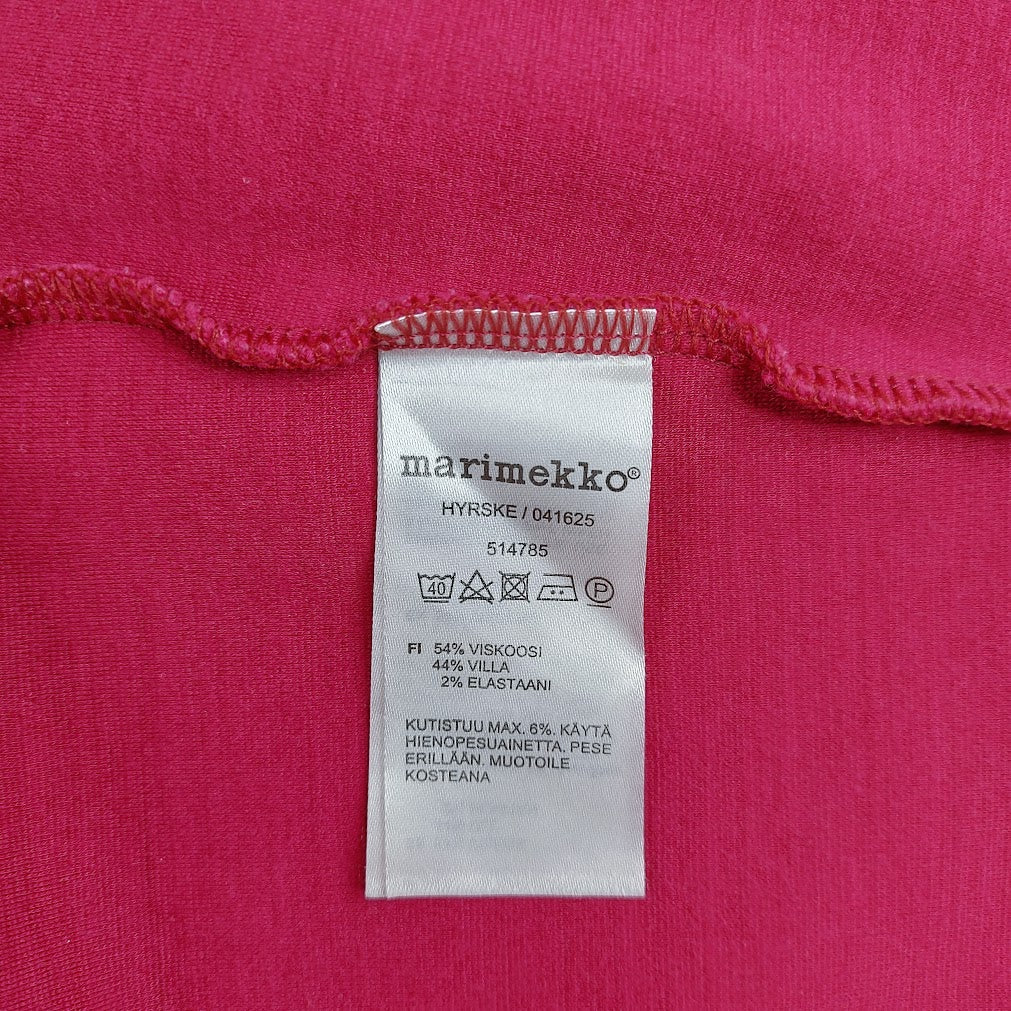 marimekko®
HYRSKE / 041625
514785
40 P
FI 54% VISKOOSI
44% VILLA
2% ELASTAANI
KUTISTUU MAX. 6%. KÄYTÄ
HIENOPESUAINETTA. PESE
ERILLÄÄN. MUOTOILE
KOSTEANA